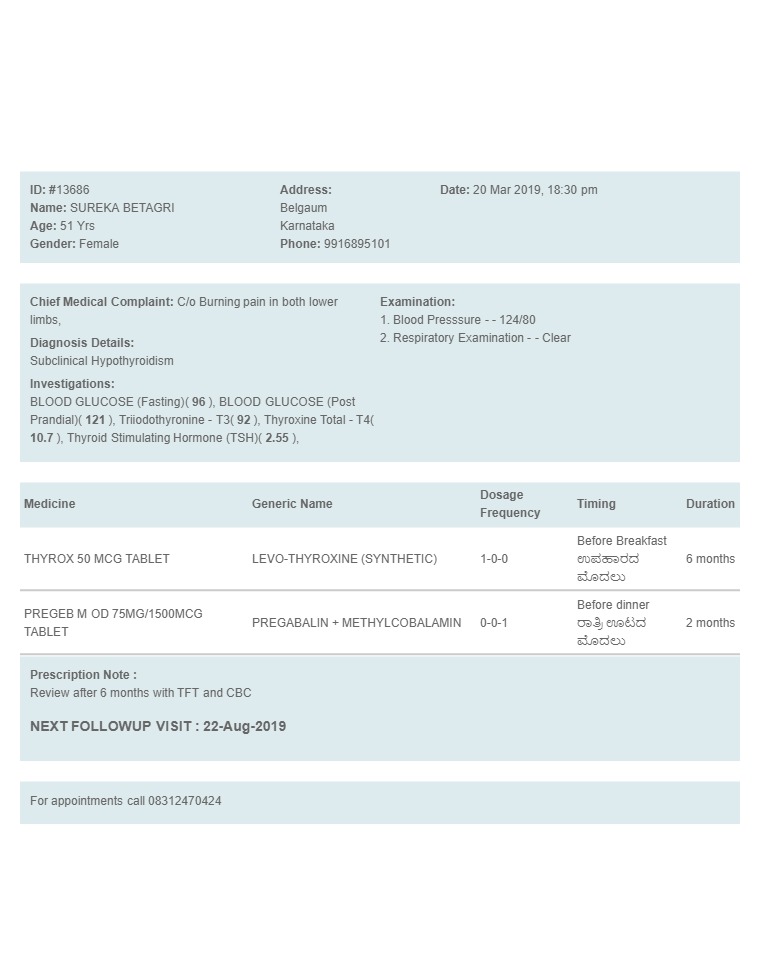 ID: #13686
Name: SUREKA BETAGRI
Age: 51 Yrs
Gender: Female
Address:
Belgaum
Karnataka
Phone: 9916895101
Date: 20 Mar 2019, 18:30 pm
Chief Medical Complaint: C/o Burning pain in both lower
limbs,
Diagnosis Details:
Subclinical Hypothyroidism
Investigations:
BLOOD GLUCOSE (Fasting)( 96 ), BLOOD GLUCOSE (Post
Prandial)( 121 ), Triiodothyronine - T3( 92 ), Thyroxine Total - T4(
10.7 ), Thyroid Stimulating Hormone (TSH)( 2.55 ),
Examination:
1. Blood Presssure - - 124/80
2. Respiratory Examination - - Clear
Medicine Generic Name Dosage Frequency Timing Duration
THYROX 50 MCG TABLET LEVO-THYROXINE (SYNTHETIC) 1-0-0 Before Breakfast 6 months
ಉಪಹಾರದ
ಮೊದಲು
PREGEB M OD 75MG/1500MCG
TABLET PREGABALIN + METHYLCOBALAMIN 0-0-1 Before dinner 2 months
ರಾತ್ರಿ ಊಟದ
ಮೊದಲು
Prescription Note :
Review after 6 months with TFT and CBC
NEXT FOLLOWUP VISIT : 22-Aug-2019
For appointments call 08312470424